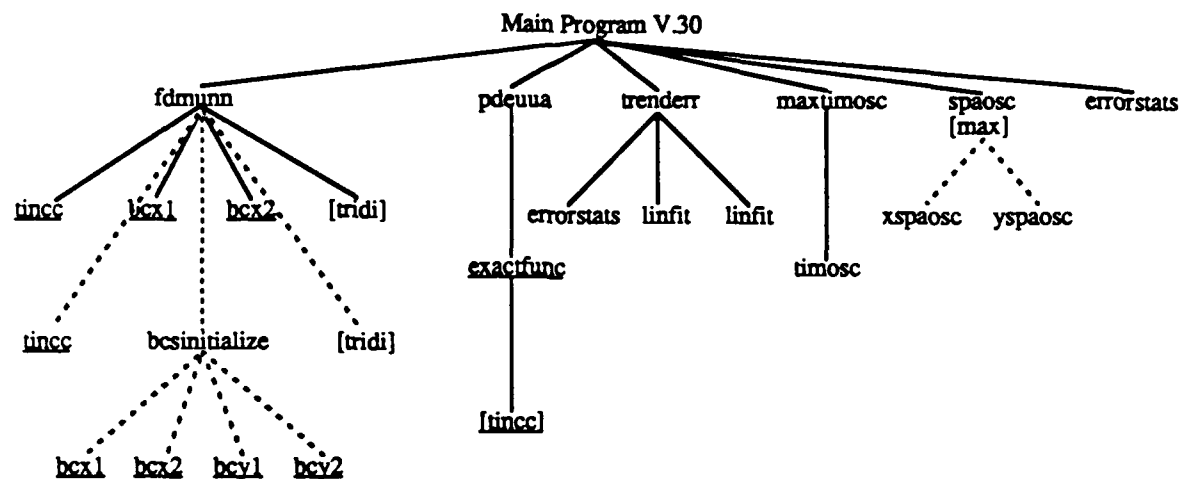 Main Program V.30
fdmunn pdeuua trenderr maxtimosc spaosc errorstats
[max]
tincc bcx1 bcx2 [tridi] errorstats linfit linfit xspaosc yspaosc
exactfunc timosc
tincc bcsinitialize [tridi]
[tincc]
bcx1 bcx2 bcy1 bcy2